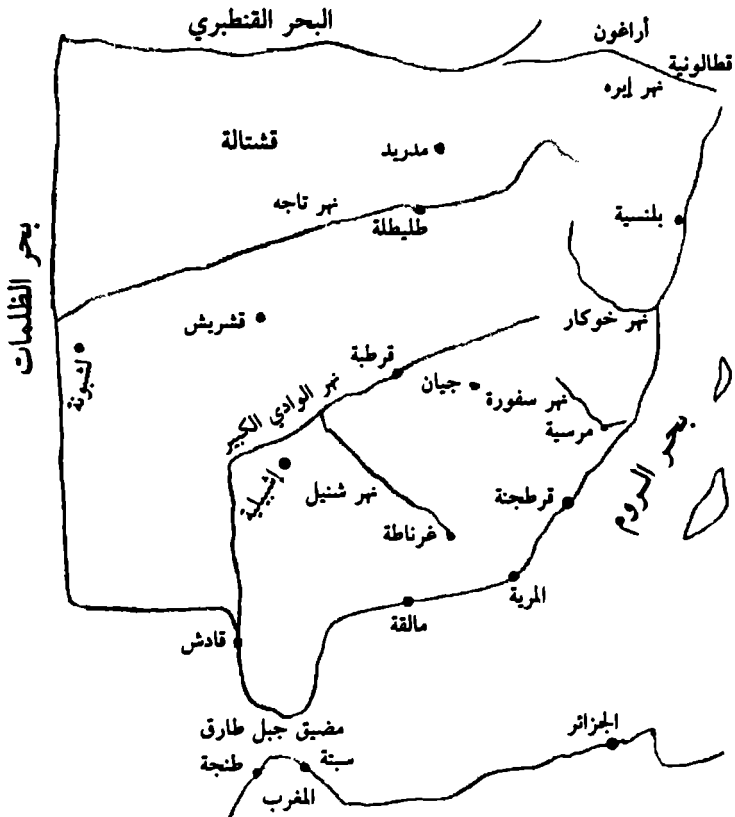 البحر القنطبري
أراغون
قطالونية
نهر إيره
قشتالة
مدريد
نهر تاجه
طليطلة
بلنسية
بحر الظلمات
قشريش
نهر خوكار
لشبونة
قرطبة
جيان
نهر سفورة
مرسية
نهر الوادي الكبير
إشبيلية
نهر شنيل
غرناطة
قرطجنة
بحر الروم
المرية
مالقة
قادش
مضيق جبل طارق
الجزائر
سبتة
طنجة
المغرب